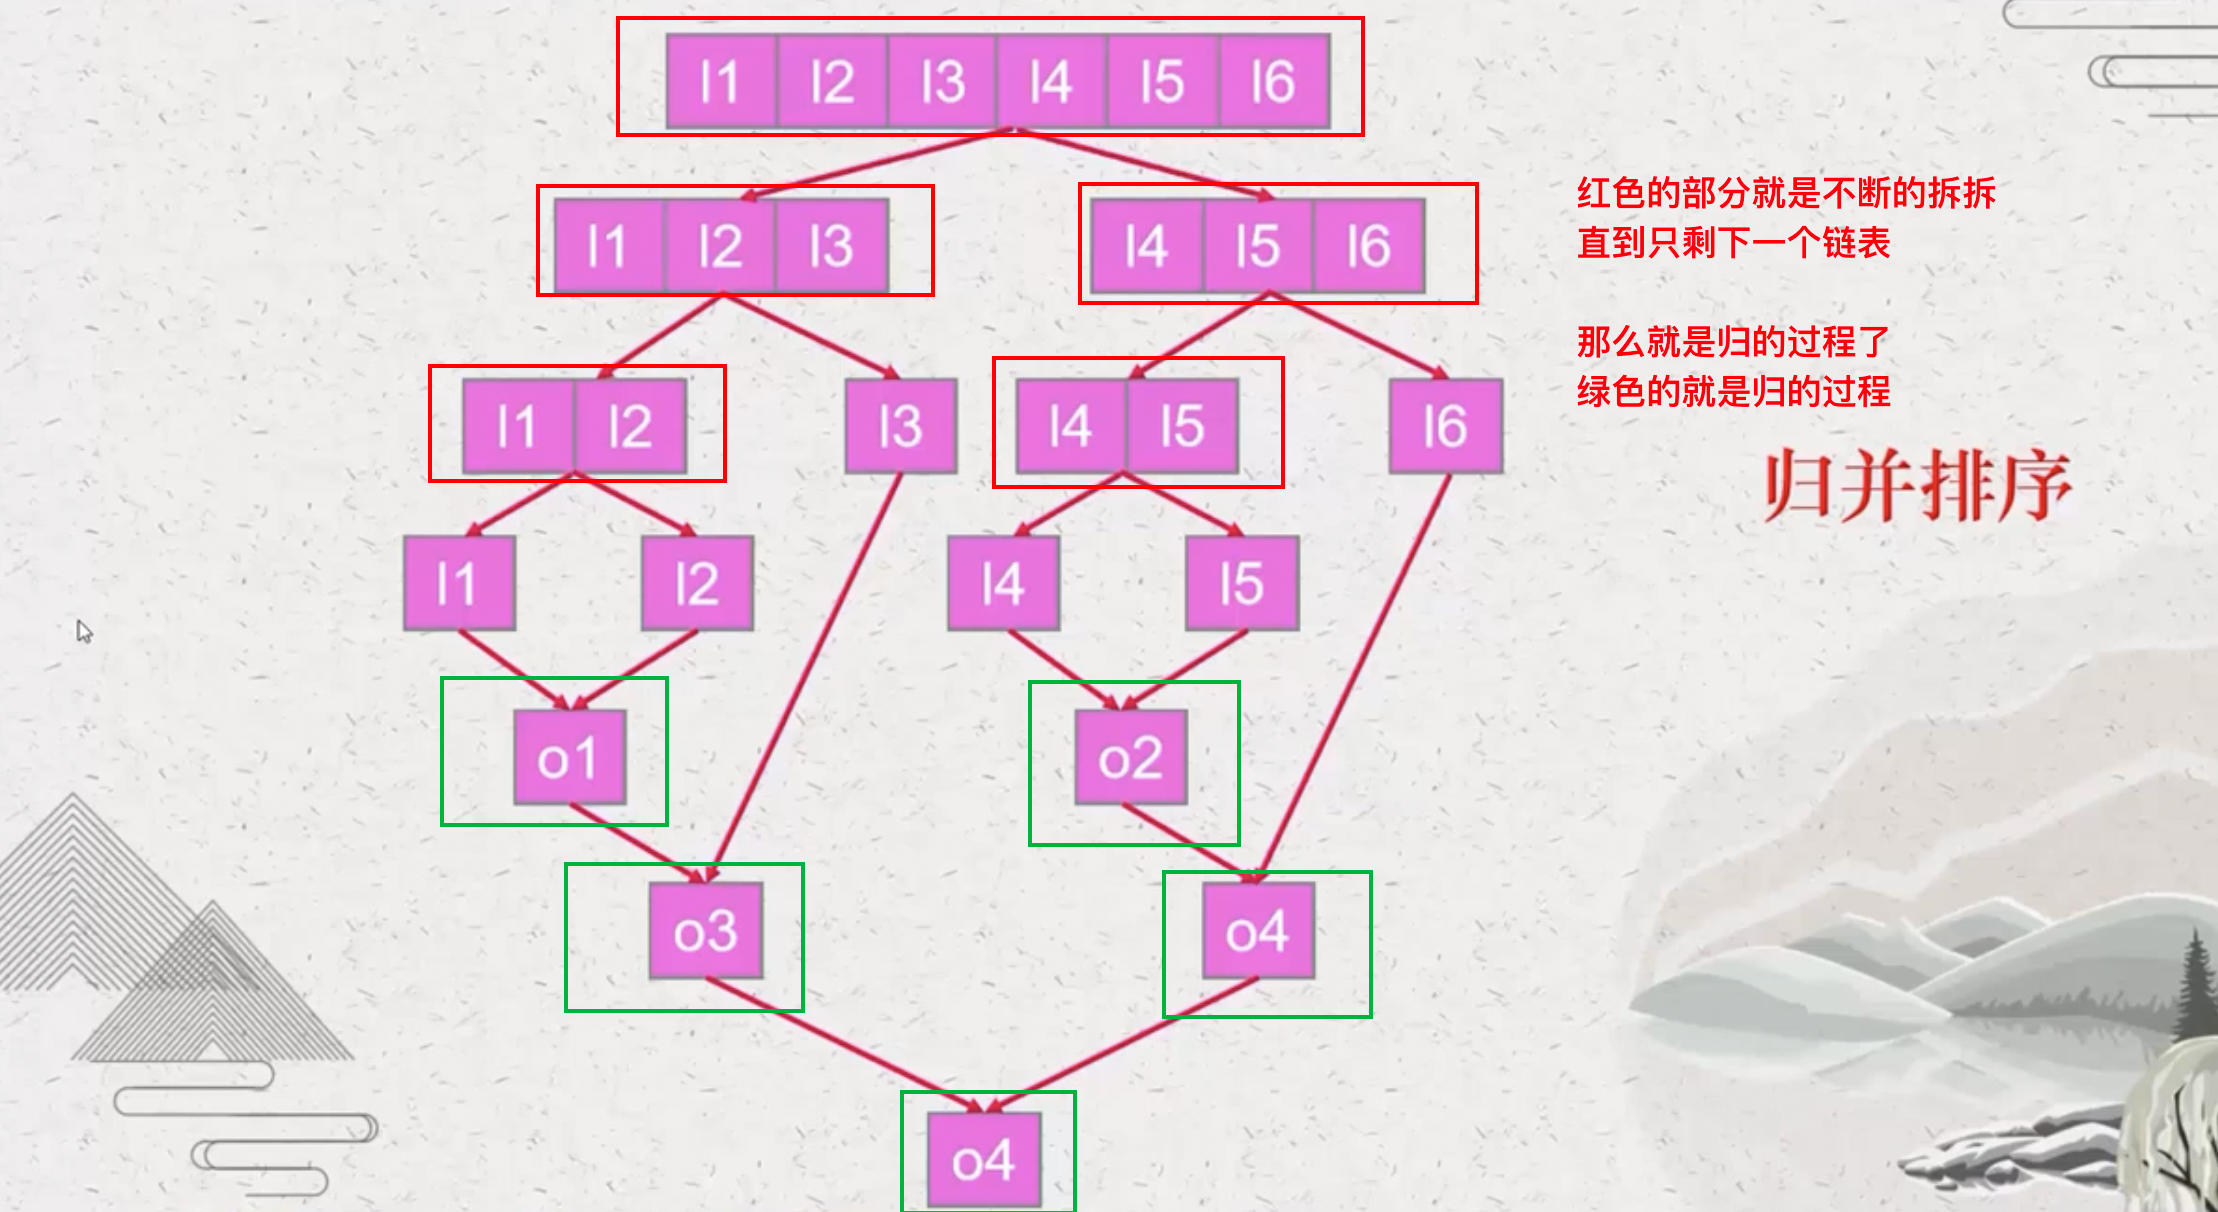 l1 l2 l3 l4 l5 l6
l1 l2 l3 l4 l5 l6
红色的部分就是不断的拆拆
直到只剩下一个链表
那么就是归的过程了
绿色的就是归的过程
l1 l2 l3 l4 l5 l6
归并排序
l1 l2 l4 l5
o1 o2
o3 o4
o4